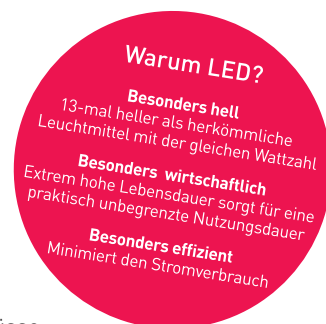 Warum LED?
Besonders hell
13-mal heller als herkömmliche
Leuchtmittel mit der gleichen Wattzahl
Besonders wirtschaftlich
Extrem hohe Lebensdauer sorgt für eine
praktisch unbegrenzte Nutzungsdauer
Besonders effizient
Minimiert den Stromverbrauch